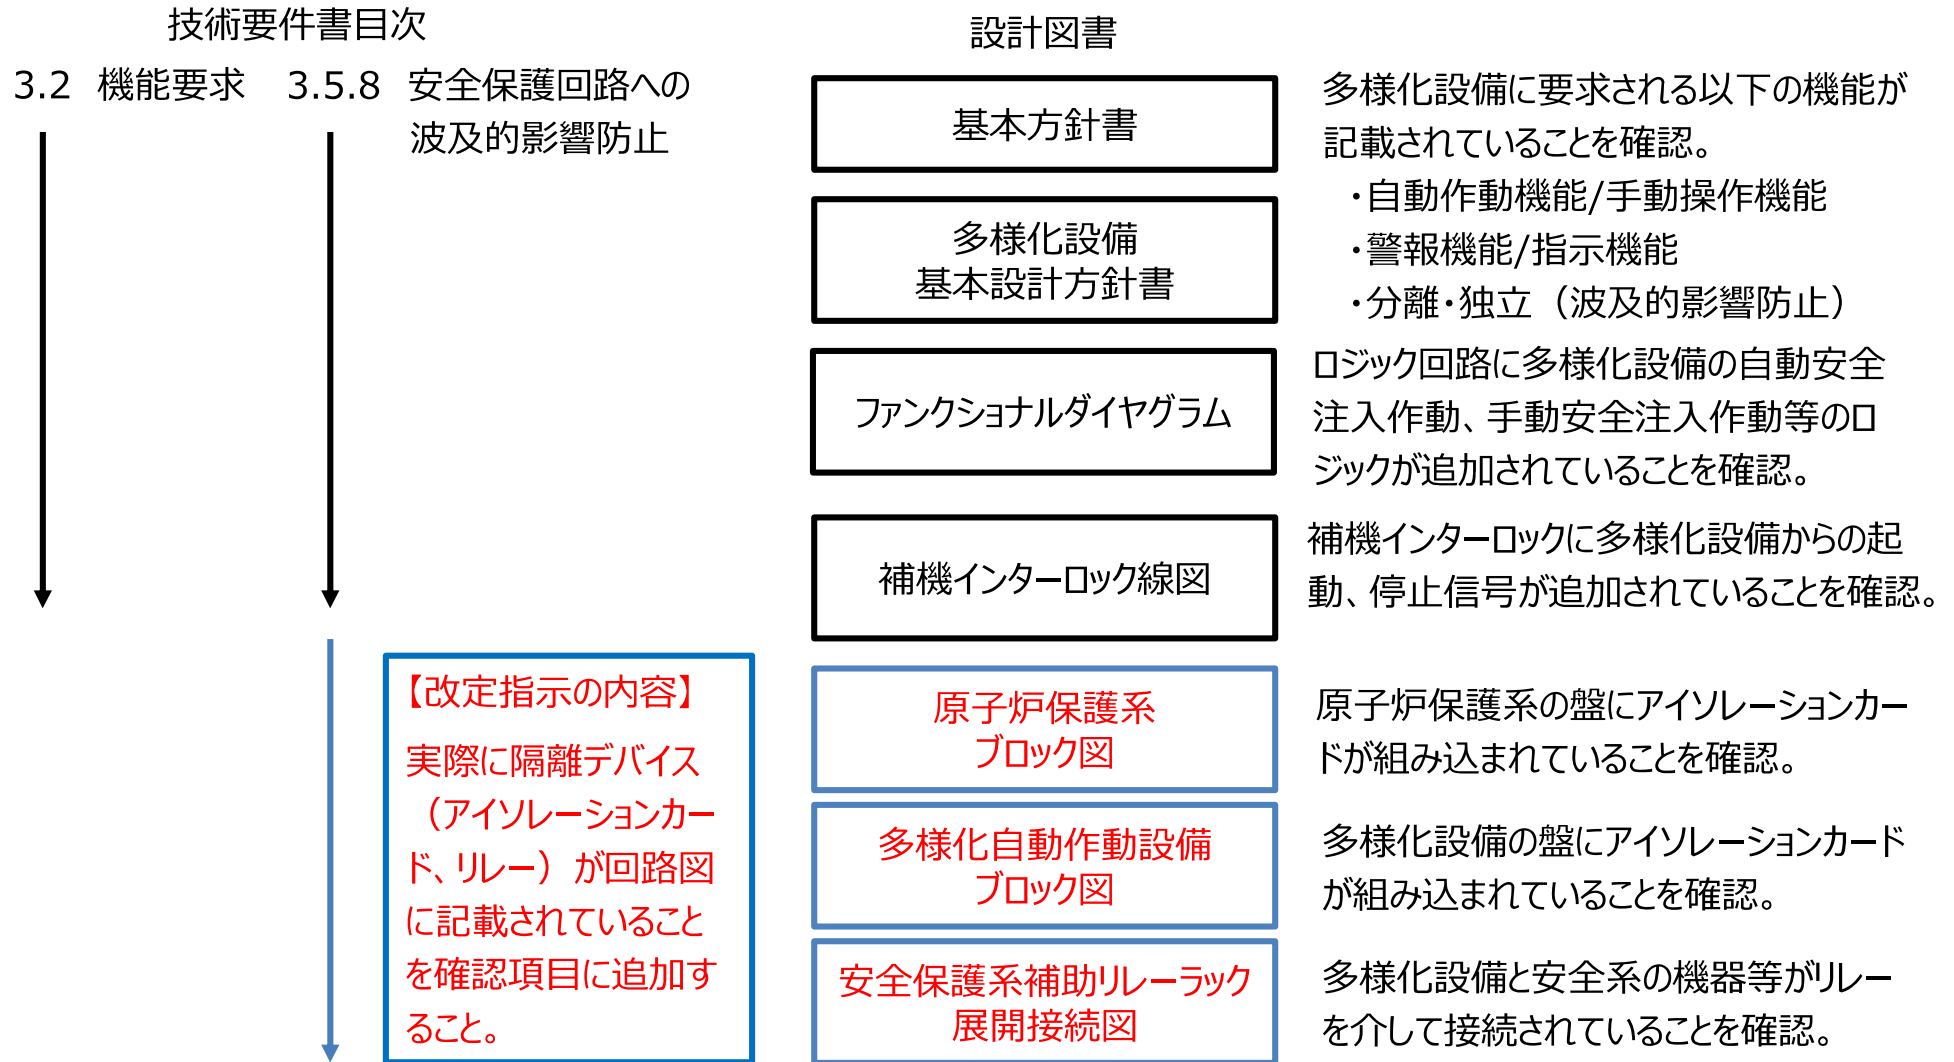 技術要件書目次
3.2 機能要求
3.5.8 安全保護回路への
波及的影響防止
設計図書
基本方針書
多様化設備
基本設計方針書
多様化設備に要求される以下の機能が
記載されていることを確認。
・自動作動機能/手動操作機能
・警報機能/指示機能
・分離・独立（波及的影響防止）
ファンクショナルダイヤグラム
ロジック回路に多様化設備の自動安全
注入作動、手動安全注入作動等のロ
ジックが追加されていることを確認。
補機インターロック線図
補機インターロックに多様化設備からの起
動、停止信号が追加されていることを確認。
【改定指示の内容】
実際に隔離デバイス
（アイソレーションカー
ド、リレー）が回路図
に記載されていること
を確認項目に追加す
ること。
原子炉保護系
ブロック図
原子炉保護系の盤にアイソレーションカー
ドが組み込まれていることを確認。
多様化自動作動設備
ブロック図
多様化設備の盤にアイソレーションカード
が組み込まれていることを確認。
安全保護系補助リレーラック
展開接続図
多様化設備と安全系の機器等がリレー
を介して接続されていることを確認。